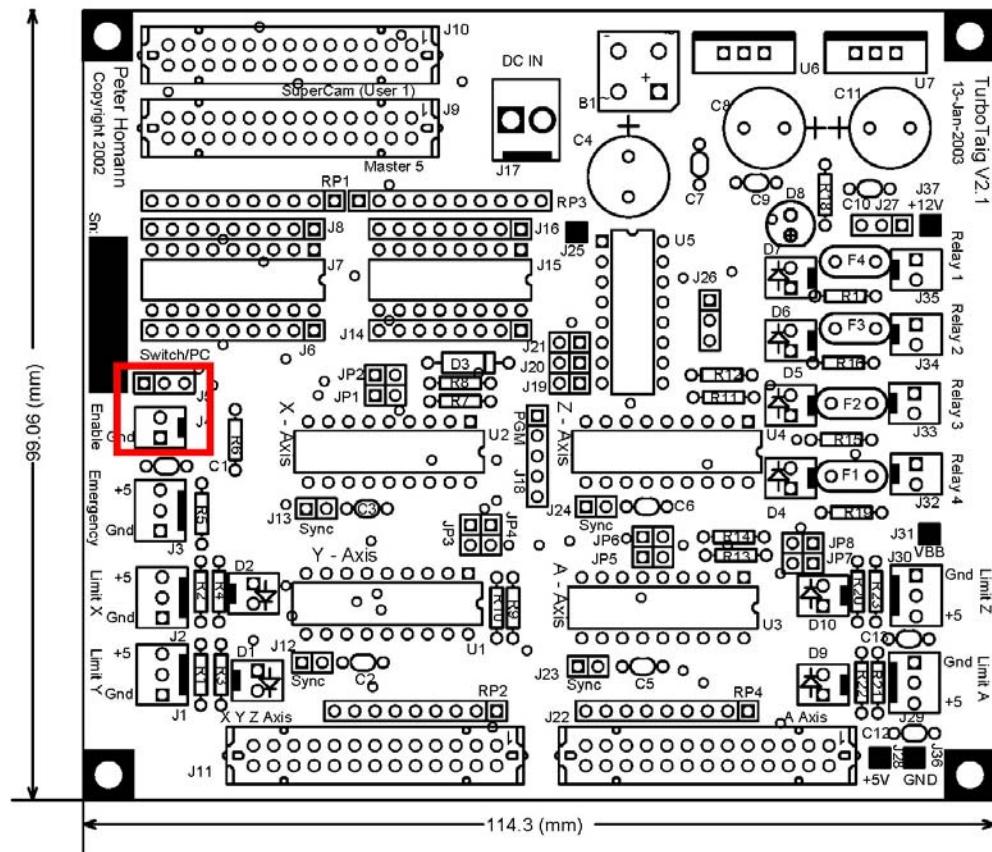 J10
Peter Homann
Copyright 2002
SuperCam (User 1)
J9
Master 5
DC IN
J17
B1
C4
C7
U6
U7
C8
C11
TurboTaig V2.1
13-Jan-2003
C9
D8
R18
C10
J27
J37
+12V
Sn:
RP1
RP3
J8
J16
J25
J7
J15
U5
J26
D7
F4
R17
J35
Relay 1
J6
J14
D6
F3
R16
J34
Relay 2
Switch/PC
J5
J4
Enable
Gnd
JP2
JP1
D3
R8
R7
J21
J20
J19
R12
R11
D5
F2
R15
J33
Relay 3
X - Axis
U2
PGM
J18
Z - Axis
U4
F1
D4
R19
J32
Relay 4
C1
R6
Emergency
+5
Gnd
J3
R5
J13
Sync
C3
JP3
JP4
J24
Sync
C6
JP6
JP5
R14
R13
JP8
JP7
J31
VBB
J30
Limit X
+5
Gnd
J2
R2
R4
D2
Y - Axis
U1
R10
R9
A - Axis
U3
D10
R20
R23
Gnd
+5
Limit Z
C13
Limit Y
+5
Gnd
J1
R1
R3
D1
J12
Sync
C2
J23
Sync
C5
D9
R22
R21
Gnd
+5
J29
Limit A
X Y Z Axis
RP2
J22
RP4
A Axis
C12
J11
J28
+5V
J36
GND
99.06 (mm)
114.3 (mm)